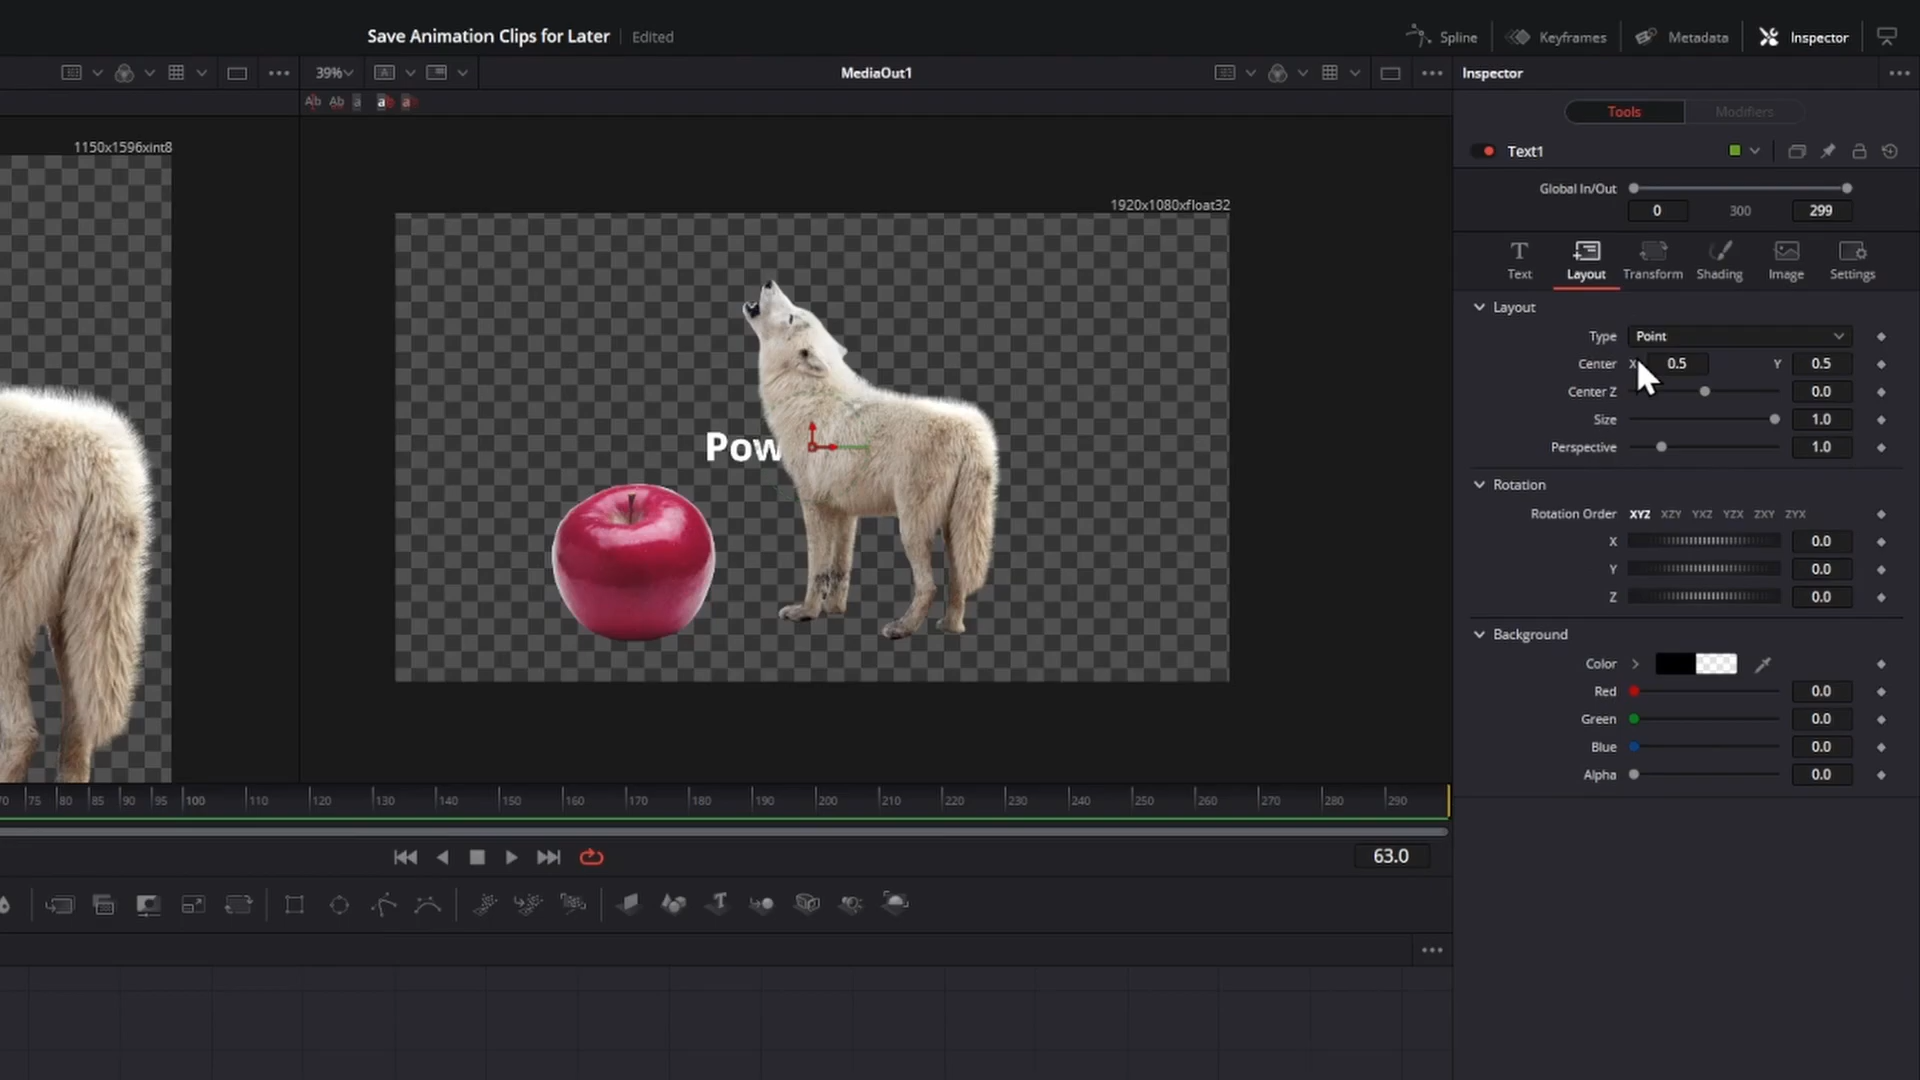 Save Animation Clips for Later Edited
Spline Keyframes Metadata Inspector
39% MediaOut1 Inspector
Tools Modifiers
1150x1596xint8
Text1
Global In/Out
0 300 299
1920x1080xfloat32
Text Layout Transform Shading Image Settings
Layout
Type Point
Center X 0.5 Y 0.5
Center Z 0.0
Size 1.0
Pow
Perspective 1.0
Rotation
Rotation Order XYZ XZY YXZ YZX ZXY ZYX
X 0.0
Y 0.0
Z 0.0
Background
Color
Red 0.0
Green 0.0
Blue 0.0
Alpha 0.0
75 80 85 90 95 100 110 120 130 140 150 160 170 180 190 200 210 220 230 240 250 260 270 280 290
63.0